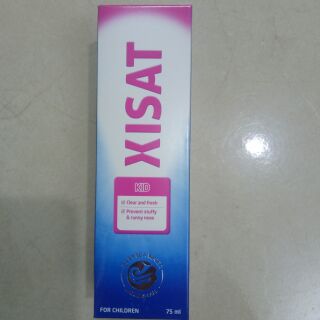 XISAT
KID
Clear and fresh
Prevent stuffy
& runny nose
FOR CHILDREN
75 ml